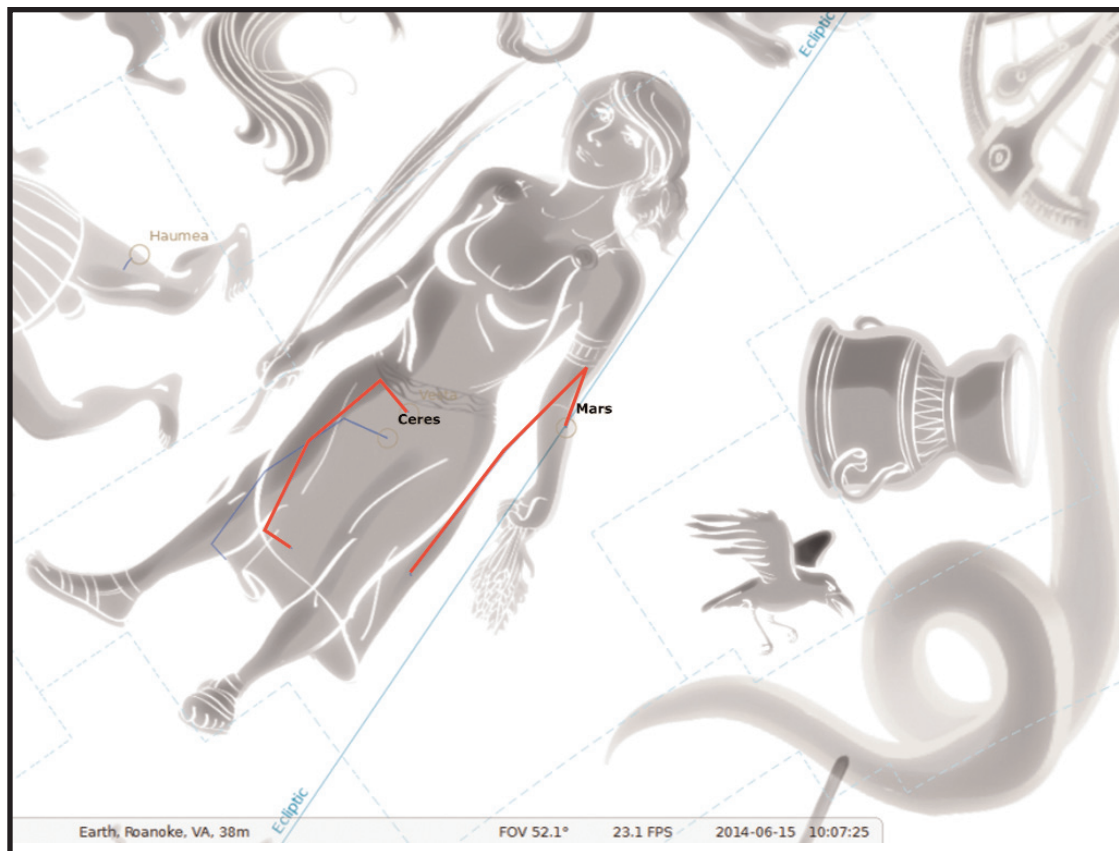 Ecliptic
Haumea
Vesta
Ceres
Mars
Ecliptic
Earth, Roanoke, VA, 38m FOV 52.1° 23.1 FPS 2014-06-15 10:07:25